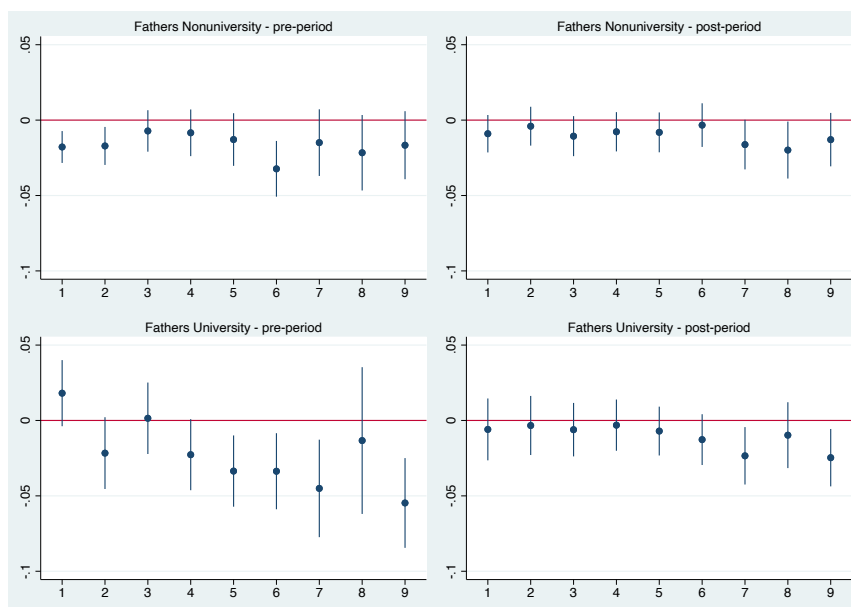 Fathers Nonuniversity - pre-period
.05
0
-.05
-.1
1 2 3 4 5 6 7 8 9
Fathers Nonuniversity - post-period
.05
0
-.05
-.1
1 2 3 4 5 6 7 8 9
Fathers University - pre-period
.05
0
-.05
-.1
1 2 3 4 5 6 7 8 9
Fathers University - post-period
.05
0
-.05
-.1
1 2 3 4 5 6 7 8 9